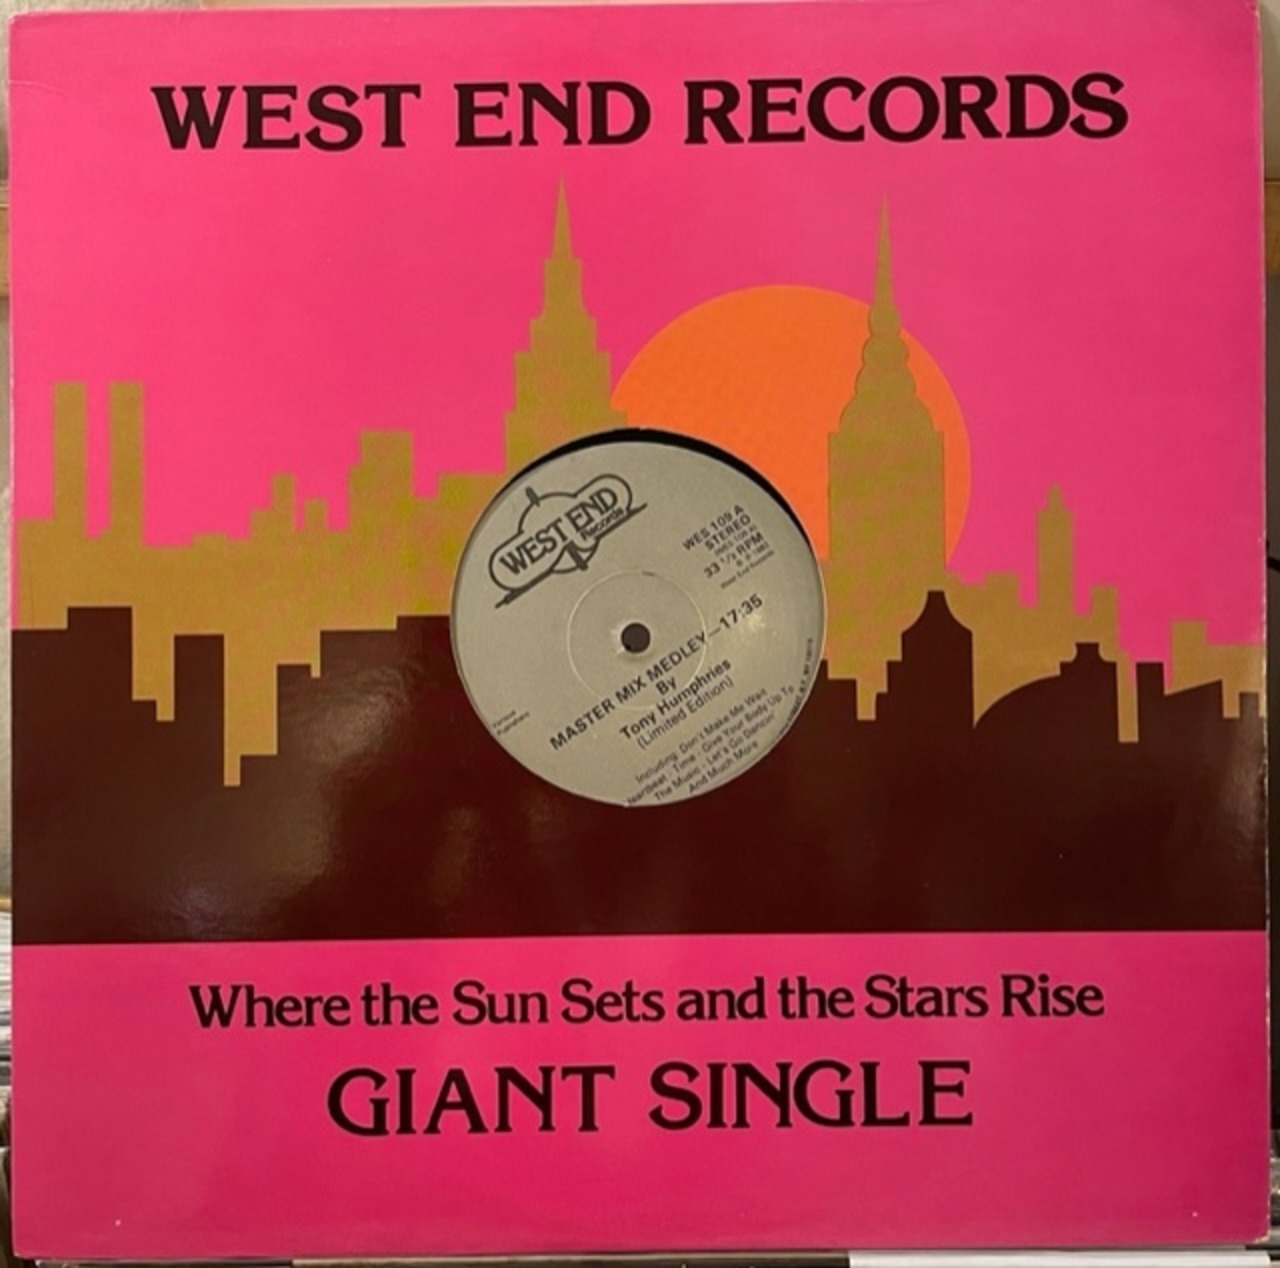 WEST END RECORDS
WEST END
Records
WES 109 A
STEREO
33 1/3 RPM
MASTER MIX MEDLEY—17:35
By
Tony Humphries
(Limited Edition)
Various
Publishers
Including: Don't Make Me Wait
Heartbeat - Time - Give Your Body Up To
The Music - Let's Go Dancin'
And Much More
Where the Sun Sets and the Stars Rise
GIANT SINGLE